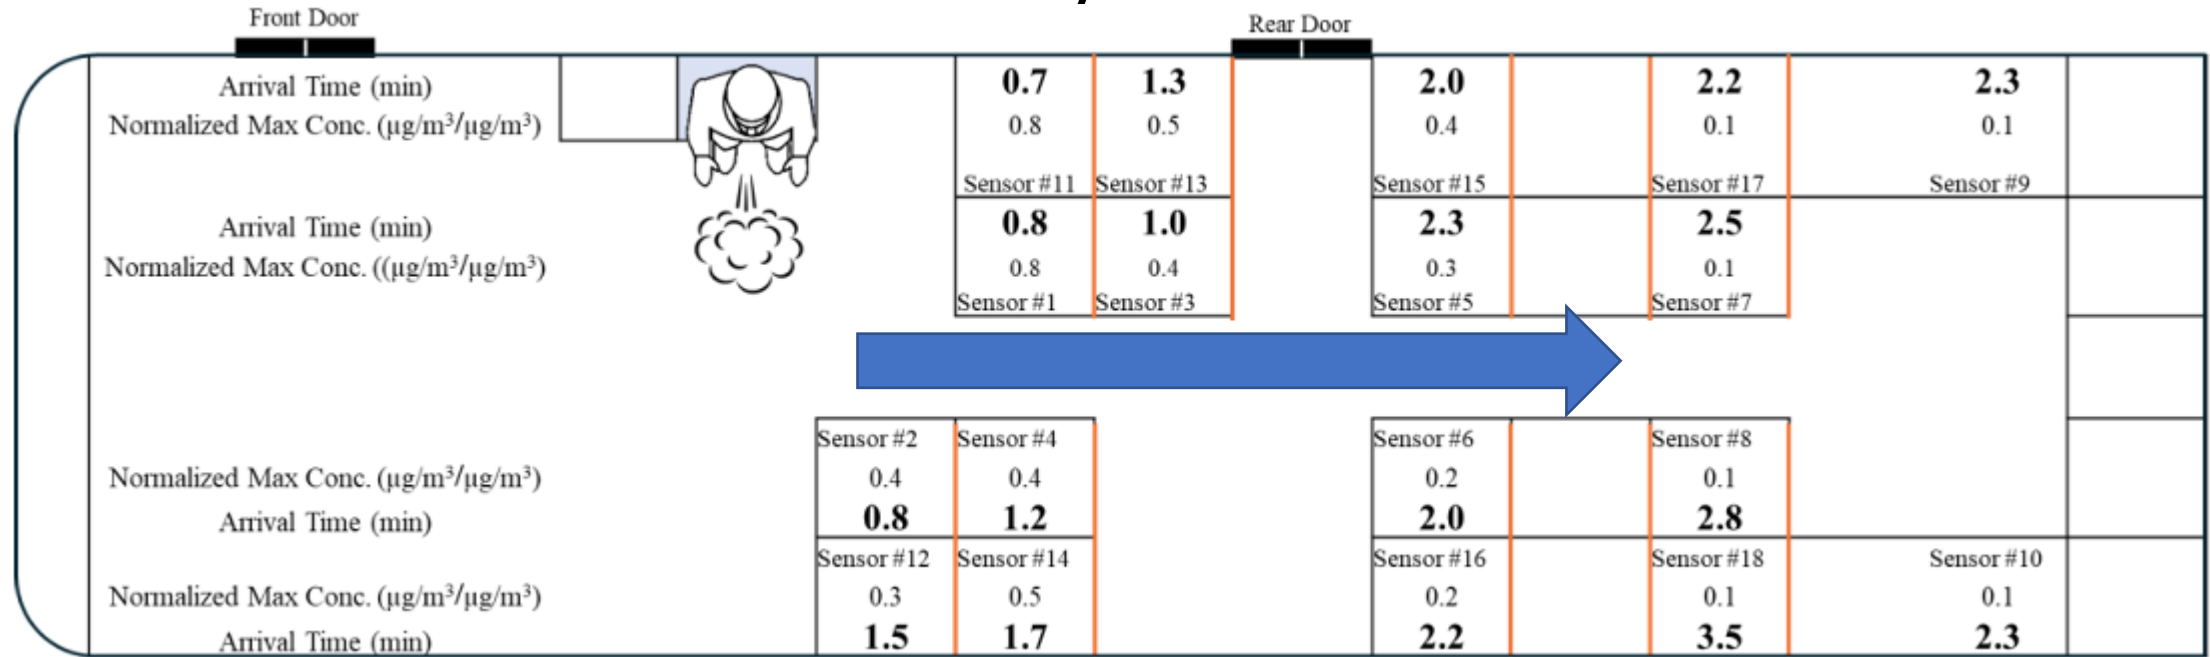 Front Door
Rear Door
Arrival Time (min) 0.7 1.3 2.0 2.2 2.3
Normalized Max Conc. (µg/m³/µg/m³) 0.8 0.5 0.4 0.1 0.1
Sensor #11 Sensor #13 Sensor #15 Sensor #17 Sensor #9
Arrival Time (min) 0.8 1.0 2.3 2.5
Normalized Max Conc. ((µg/m³/µg/m³) 0.8 0.4 0.3 0.1
Sensor #1 Sensor #3 Sensor #5 Sensor #7
Sensor #2 Sensor #4 Sensor #6 Sensor #8
Normalized Max Conc. (µg/m³/µg/m³) 0.4 0.4 0.2 0.1
Arrival Time (min) 0.8 1.2 2.0 2.8
Sensor #12 Sensor #14 Sensor #16 Sensor #18 Sensor #10
Normalized Max Conc. (µg/m³/µg/m³) 0.3 0.5 0.2 0.1 0.1
Arrival Time (min) 1.5 1.7 2.2 3.5 2.3